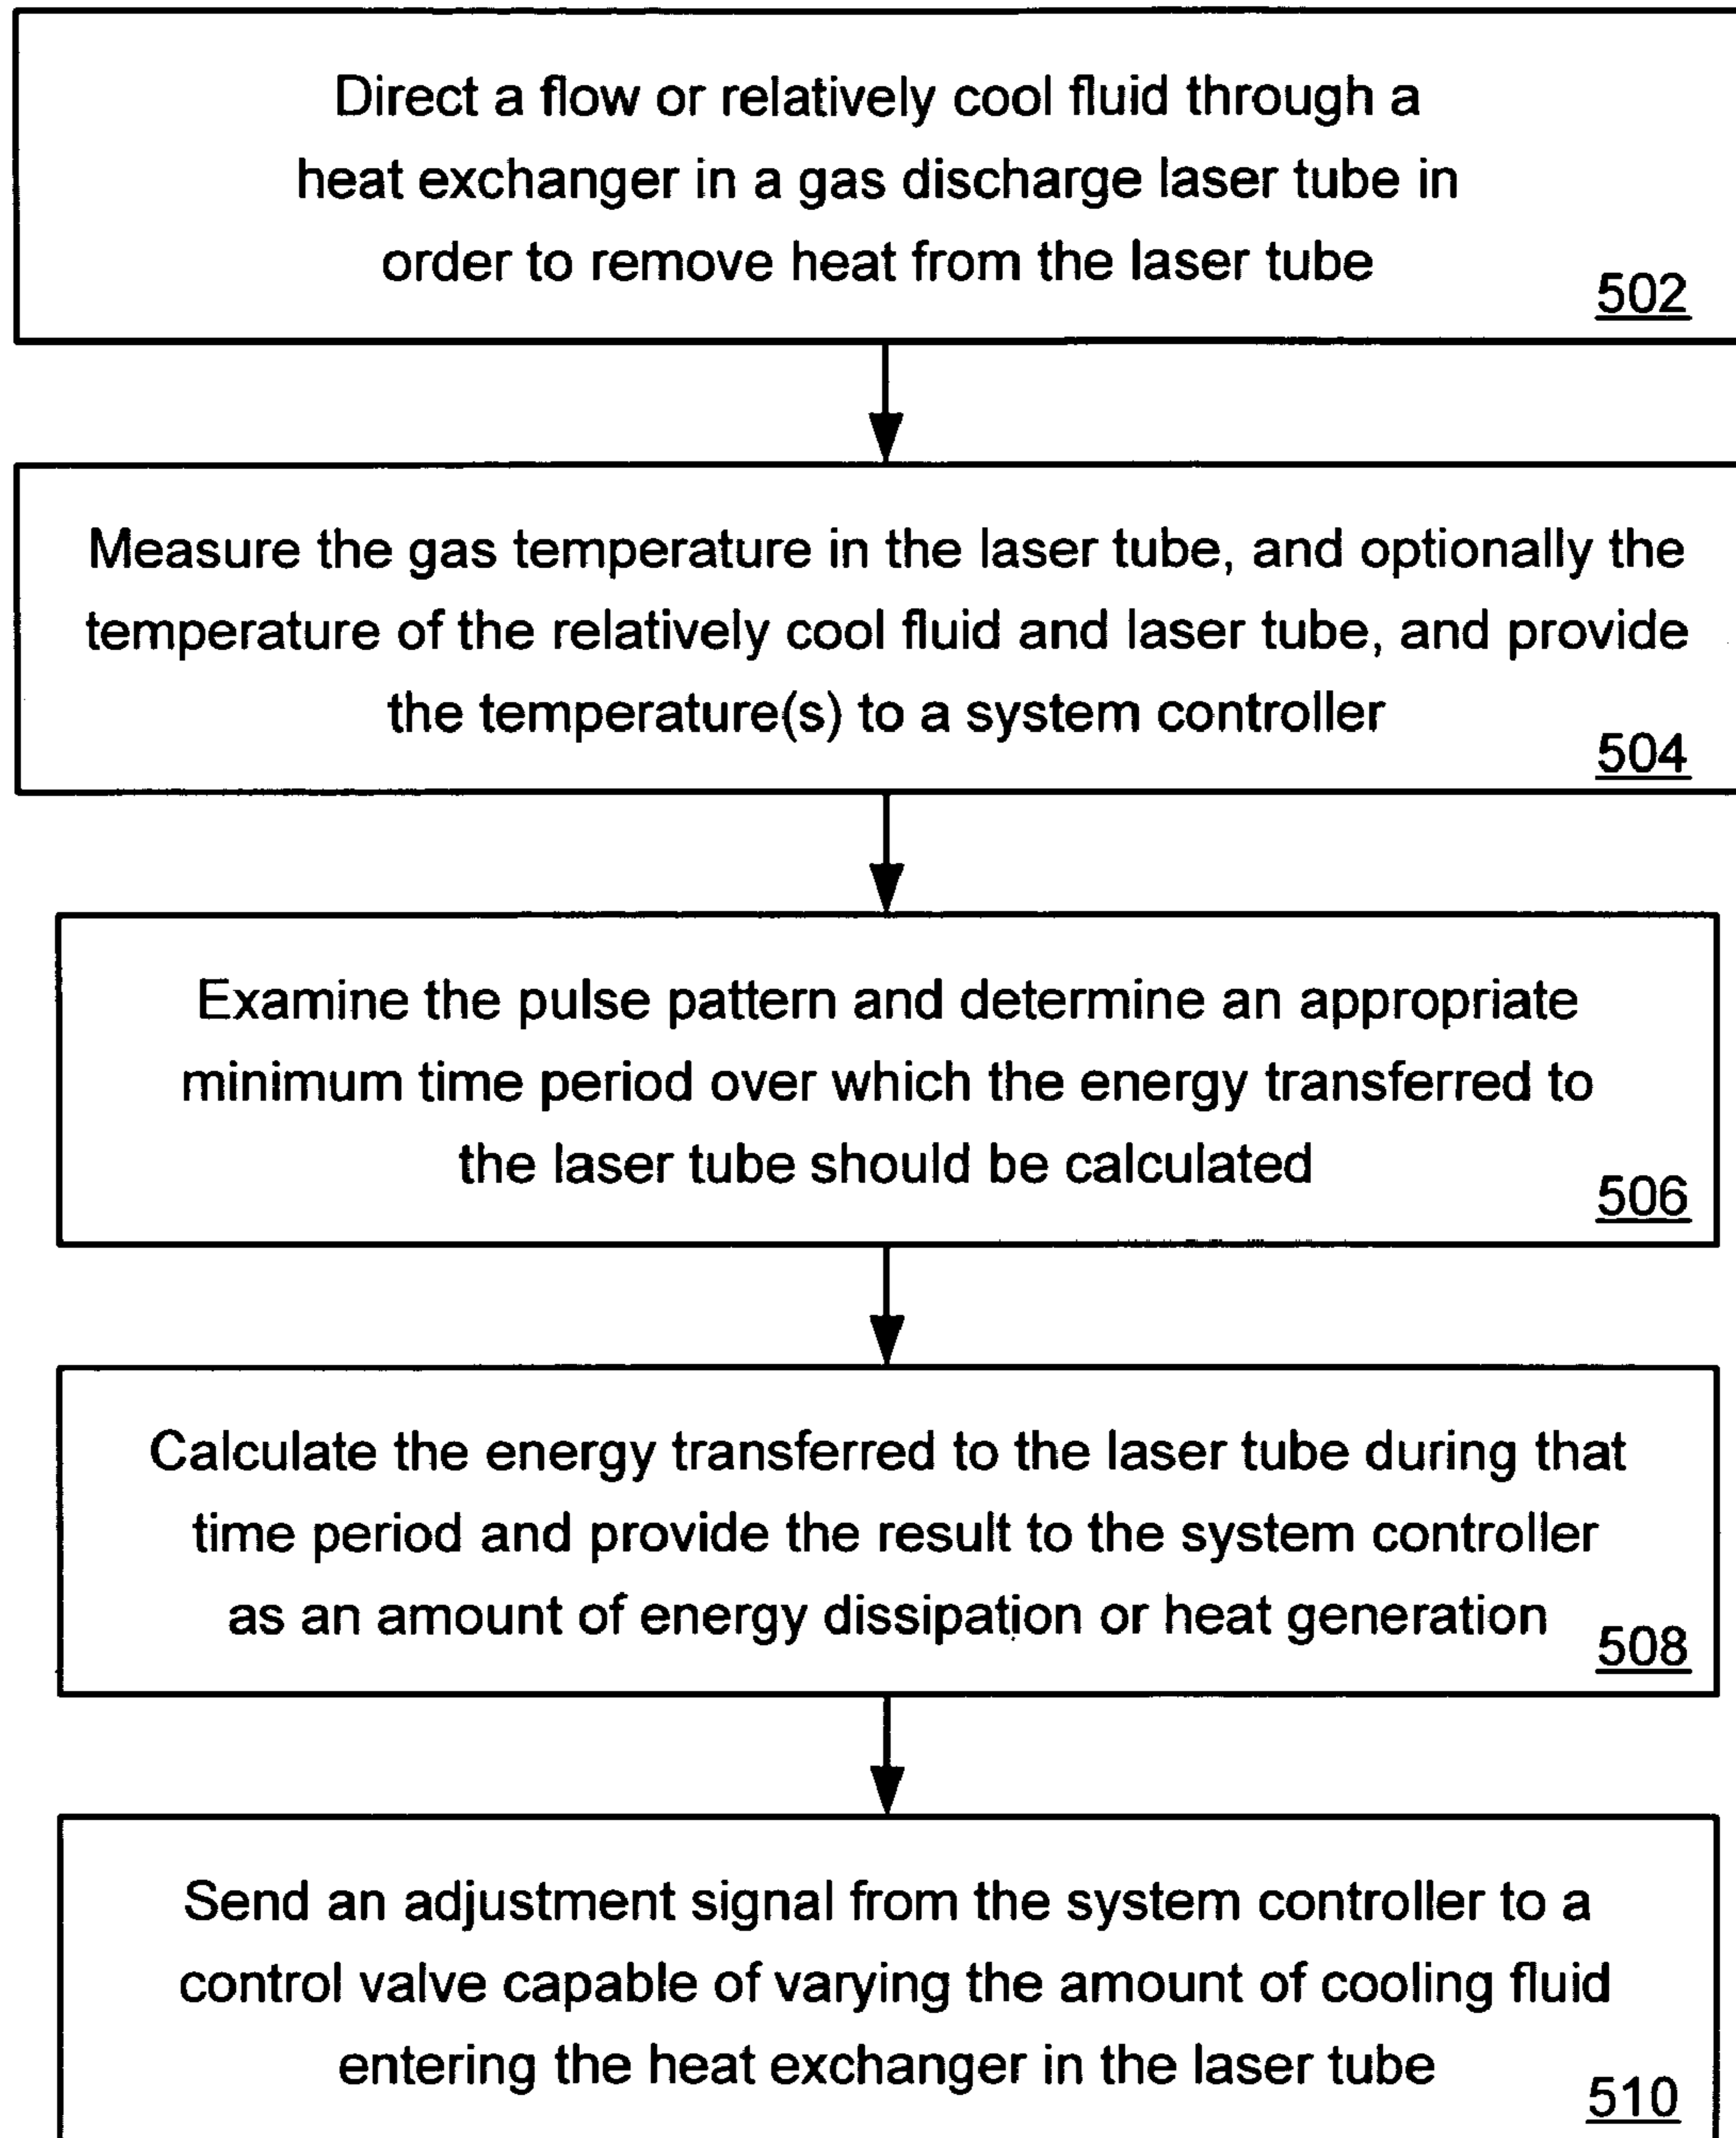 Direct a flow or relatively cool fluid through a
heat exchanger in a gas discharge laser tube in
order to remove heat from the laser tube
502
Measure the gas temperature in the laser tube, and optionally the
temperature of the relatively cool fluid and laser tube, and provide
the temperature(s) to a system controller
504
Examine the pulse pattern and determine an appropriate
minimum time period over which the energy transferred to
the laser tube should be calculated
506
Calculate the energy transferred to the laser tube during that
time period and provide the result to the system controller
as an amount of energy dissipation or heat generation
508
Send an adjustment signal from the system controller to a
control valve capable of varying the amount of cooling fluid
entering the heat exchanger in the laser tube
510